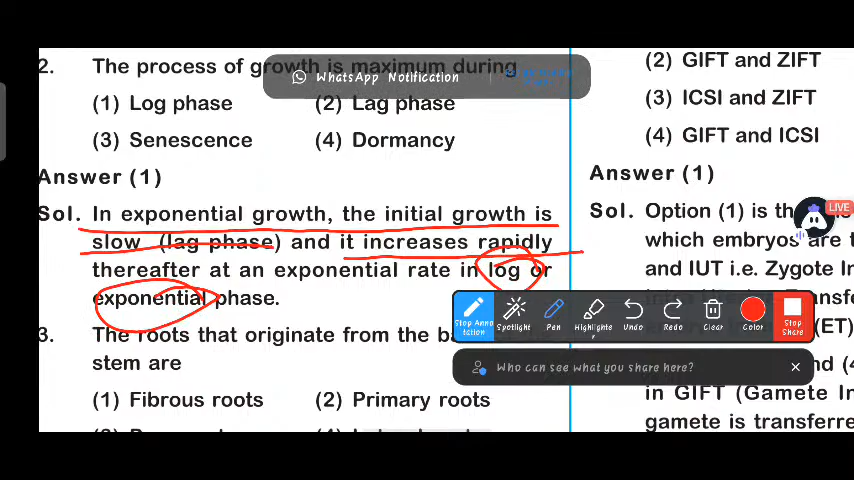 2. The process of growth is maximum during
WhatsApp Notification
(1) Log phase (2) Lag phase
(3) Senescence (4) Dormancy
Answer (1)
Sol. In exponential growth, the initial growth is
slow (lag phase) and it increases rapidly
thereafter at an exponential rate in log or
exponential phase.
3. The roots that originate from the
stem are
(1) Fibrous roots (2) Primary roots
(2) GIFT and ZIFT
(3) ICSI and ZIFT
(4) GIFT and ICSI
Answer (1)
Sol. Option (1) is the
which embryos are
and IUT i.e. Zygote
(ET)
in GIFT (Gamete
gamete is transferre
LIVE
Stop Anno
tation
Spotlight
Pen
Highlighte
r
Undo
Redo
Clear
Color
Stop
Share
Who can see what you share here?